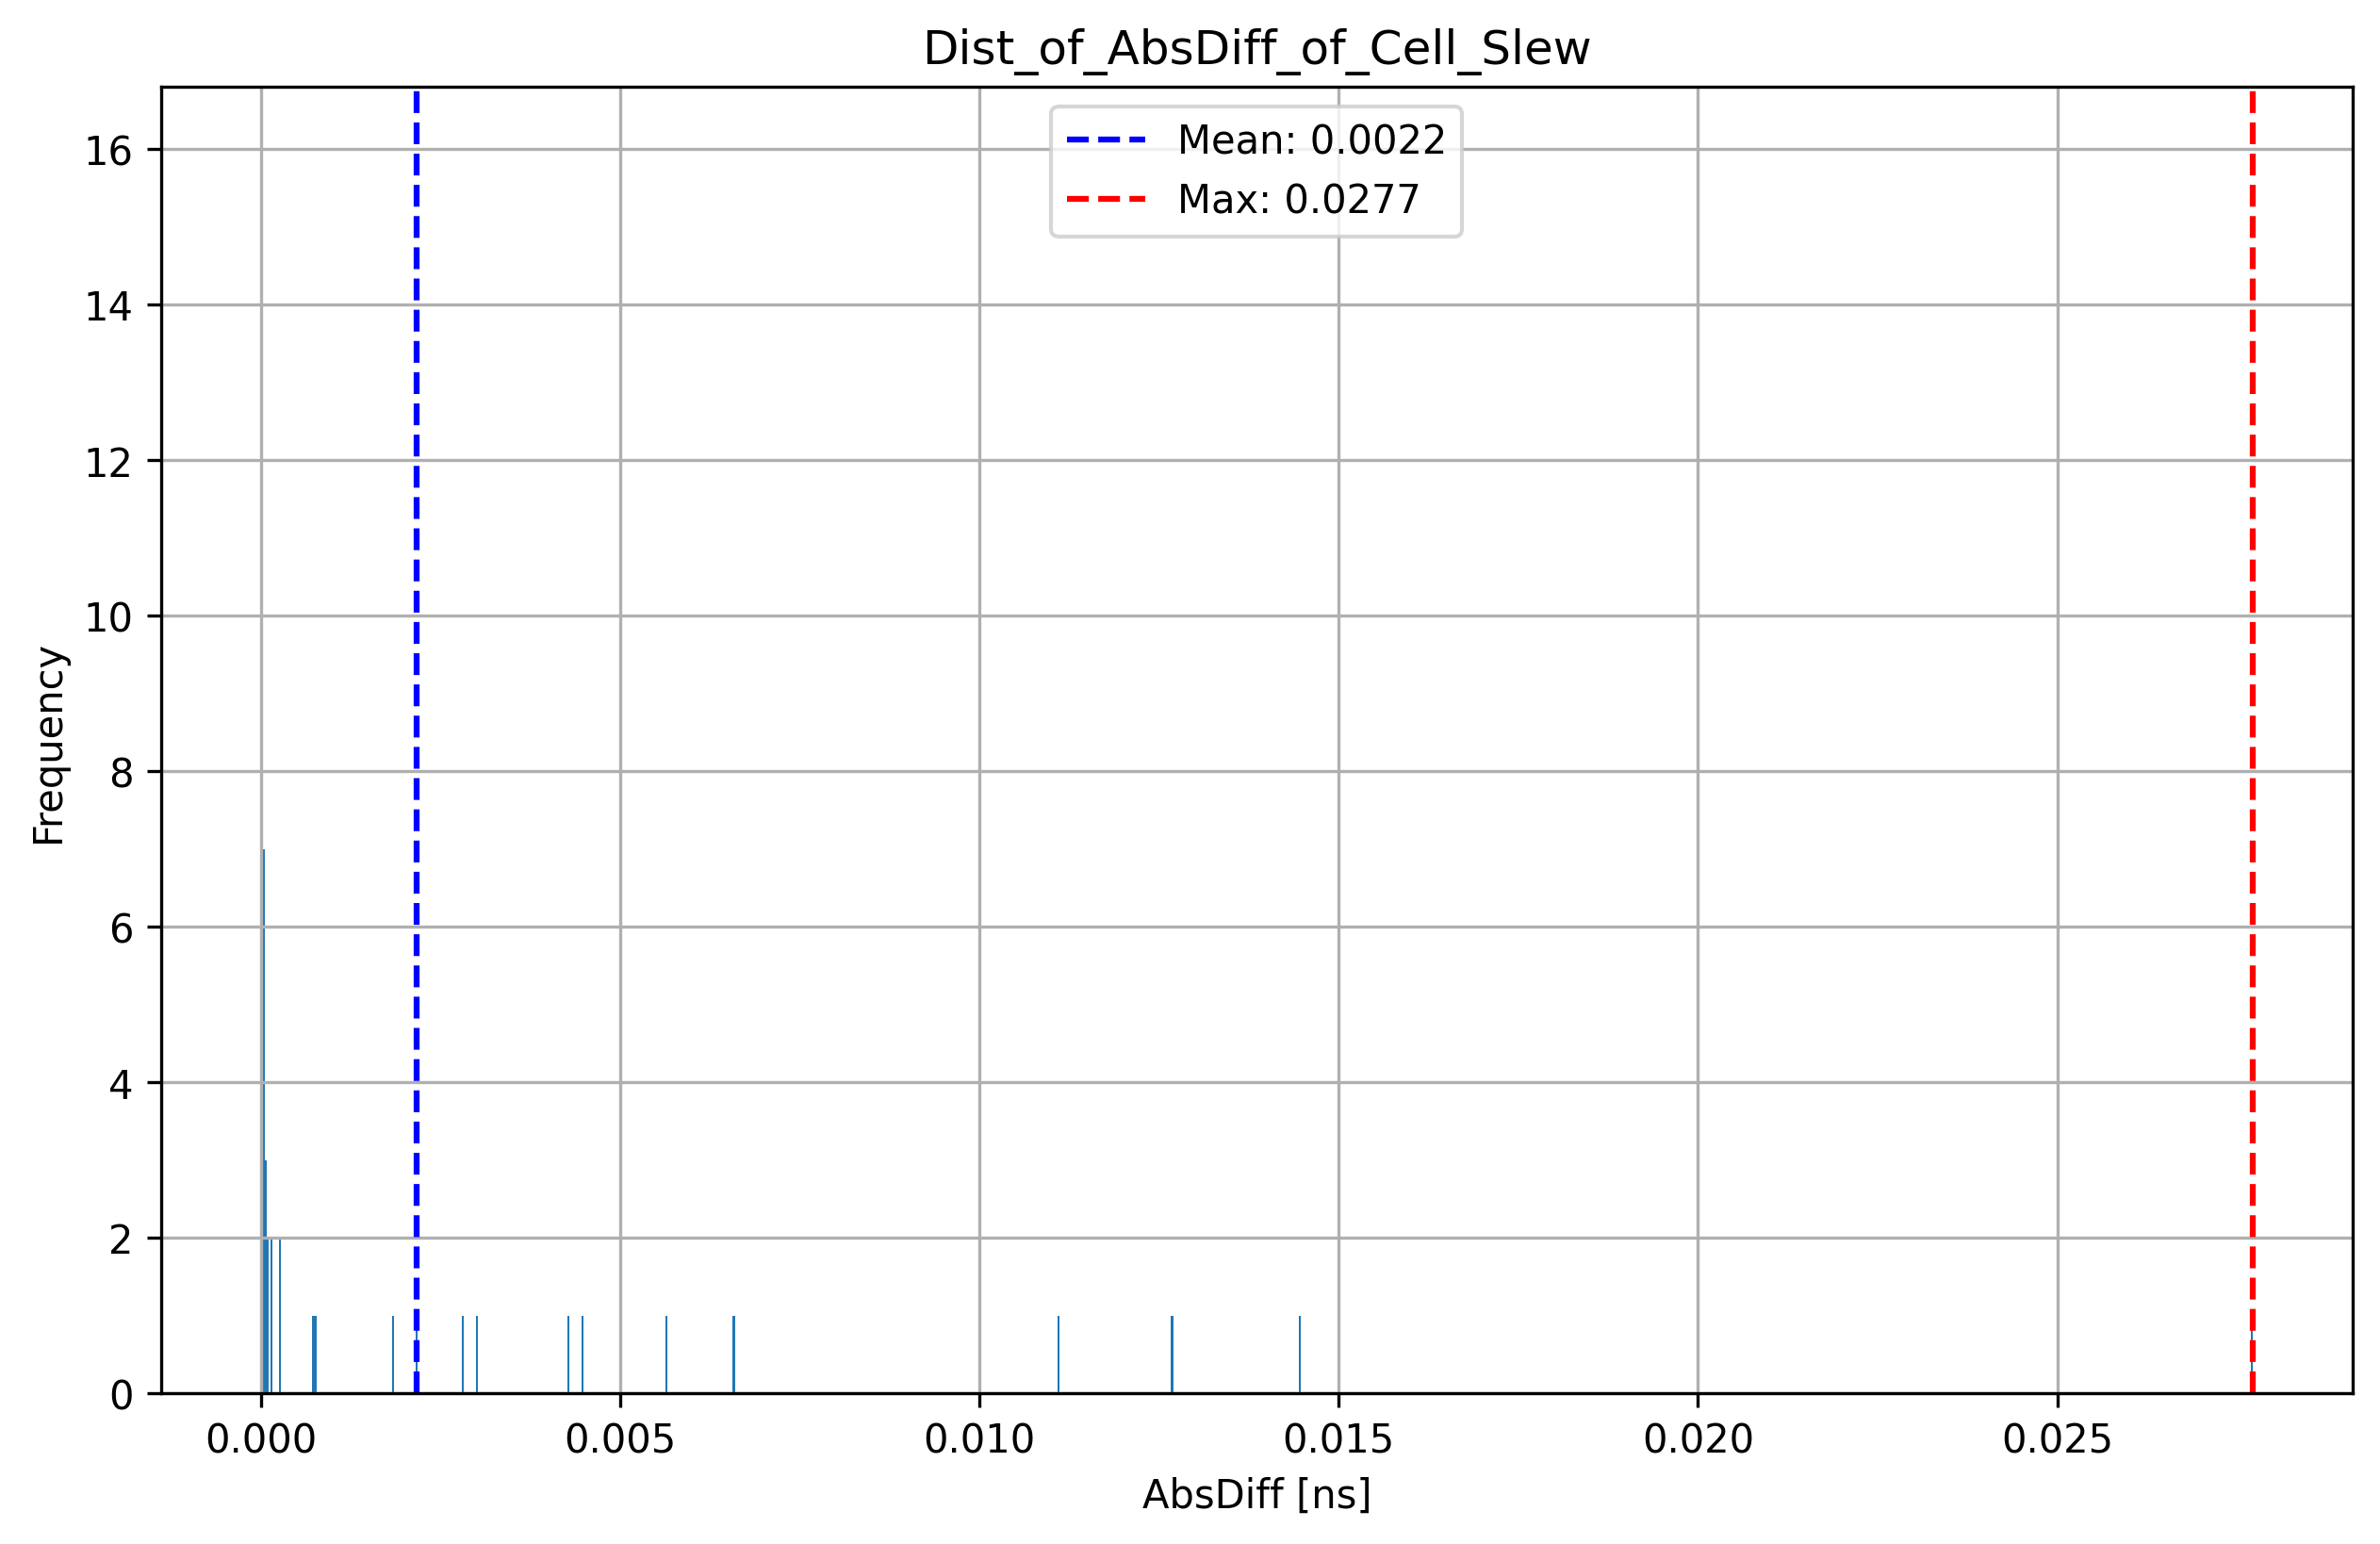 Dist_of_AbsDiff_of_Cell_Slew
Mean: 0.0022
Max: 0.0277
Frequency
16
14
12
10
8
6
4
2
0
0.000 0.005 0.010 0.015 0.020 0.025
AbsDiff [ns]